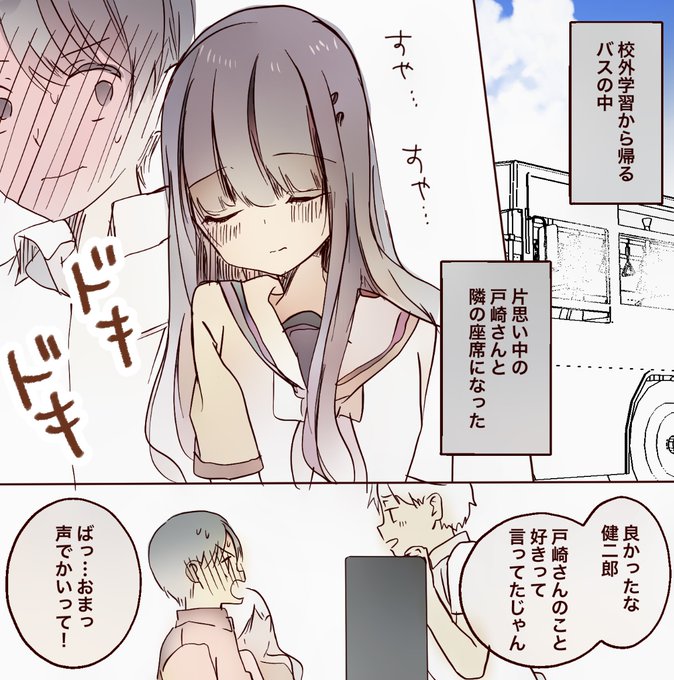 校外学習から帰る
バスの中
片思い中の
戸崎さんと
隣の座席になった
すや…
すや…
ドキ
ドキ
良かったな
健二郎
戸崎さんのこと
好きって
言ってたじゃん
ばっ…おまっ
声でかいって！